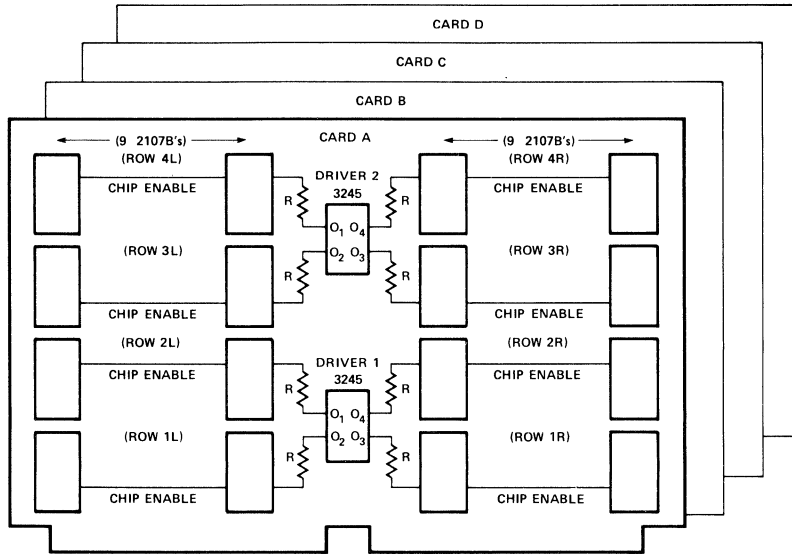 CARD D
CARD C
CARD B
CARD A
(9 2107B's)
(ROW 4L)
CHIP ENABLE
(9 2107B's)
(ROW 4R)
CHIP ENABLE
DRIVER 2
3245
R
R
O₁ O₄
O₂ O₃
R
R
(ROW 3L)
CHIP ENABLE
(ROW 3R)
CHIP ENABLE
(ROW 2L)
CHIP ENABLE
(ROW 2R)
CHIP ENABLE
DRIVER 1
3245
R
R
O₁ O₄
O₂ O₃
R
R
(ROW 1L)
CHIP ENABLE
(ROW 1R)
CHIP ENABLE